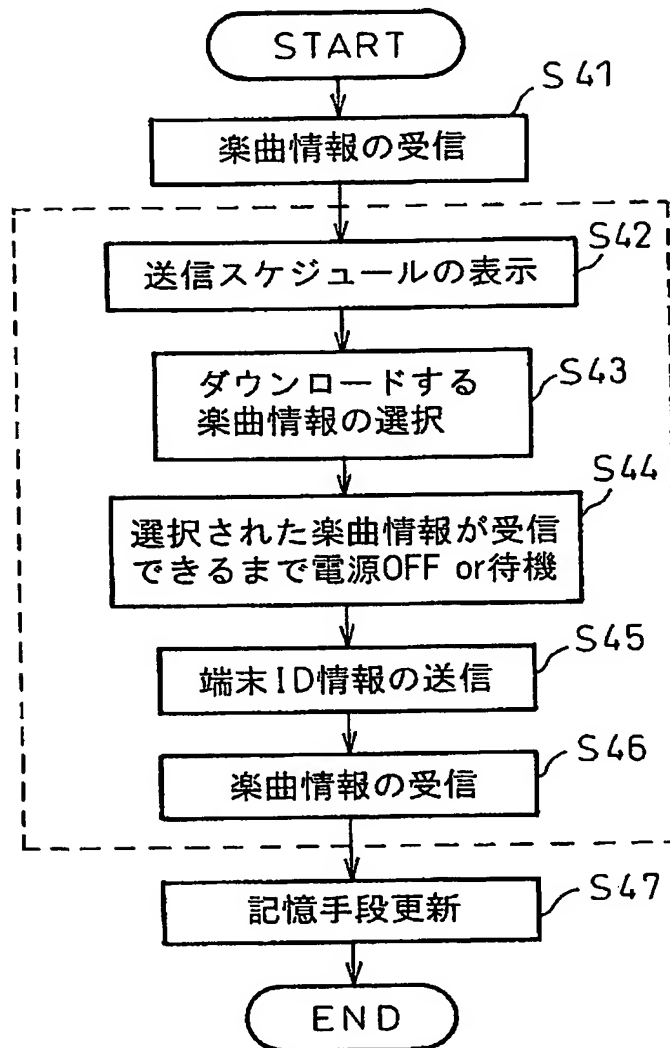 START
S41
楽曲情報の受信
S42
送信スケジュールの表示
S43
ダウンロードする
楽曲情報の選択
S44
選択された楽曲情報が受信
できるまで電源OFF or待機
S45
端末ID情報の送信
S46
楽曲情報の受信
S47
記憶手段更新
END